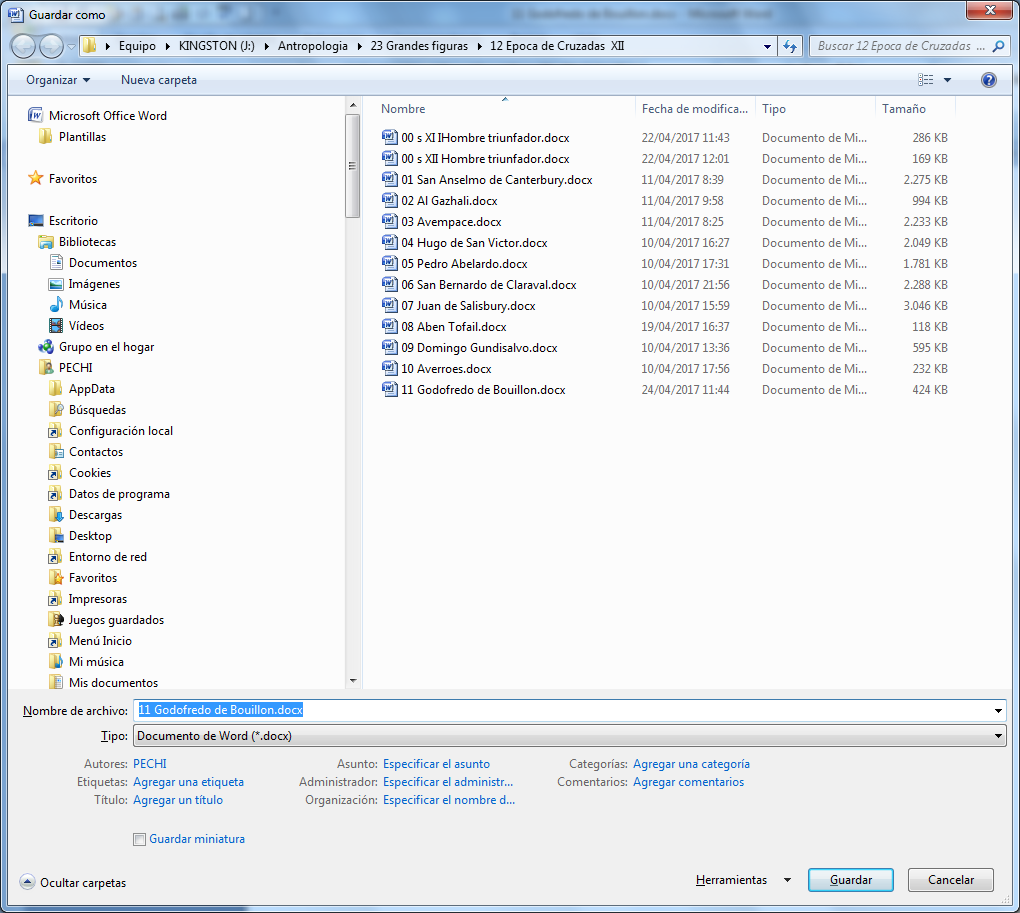 Guardar como
Equipo ▸ KINGSTON (J:) ▸ Antropologia ▸ 23 Grandes figuras ▸ 12 Epoca de Cruzadas XII
Buscar 12 Epoca de Cruzadas ...
Organizar Nueva carpeta
Nombre Fecha de modifica... Tipo Tamaño
Microsoft Office Word
Plantillas
Favoritos
Escritorio
Bibliotecas
Documentos
Imágenes
Música
Vídeos
Grupo en el hogar
PECHI
AppData
Búsquedas
Configuración local
Contactos
Cookies
Datos de programa
Descargas
Desktop
Entorno de red
Favoritos
Impresoras
Juegos guardados
Menú Inicio
Mi música
Mis documentos
00 s XI IHombre triunfador.docx 22/04/2017 11:43 Documento de Mi... 286 KB
00 s XII Hombre triunfador.docx 22/04/2017 12:01 Documento de Mi... 169 KB
01 San Anselmo de Canterbury.docx 11/04/2017 8:39 Documento de Mi... 2.275 KB
02 Al Gazhali.docx 11/04/2017 9:58 Documento de Mi... 994 KB
03 Avempace.docx 11/04/2017 8:25 Documento de Mi... 2.233 KB
04 Hugo de San Victor.docx 10/04/2017 16:27 Documento de Mi... 2.049 KB
05 Pedro Abelardo.docx 10/04/2017 17:31 Documento de Mi... 1.781 KB
06 San Bernardo de Claraval.docx 10/04/2017 21:56 Documento de Mi... 2.288 KB
07 Juan de Salisbury.docx 10/04/2017 15:59 Documento de Mi... 3.046 KB
08 Aben Tofail.docx 19/04/2017 16:37 Documento de Mi... 118 KB
09 Domingo Gundisalvo.docx 10/04/2017 13:36 Documento de Mi... 595 KB
10 Averroes.docx 10/04/2017 17:56 Documento de Mi... 232 KB
11 Godofredo de Bouillon.docx 24/04/2017 11:44 Documento de Mi... 424 KB
Nombre de archivo: 11 Godofredo de Bouillon.docx
Tipo: Documento de Word (*.docx)
Autores: PECHI Asunto: Especificar el asunto Categorías: Agregar una categoría
Etiquetas: Agregar una etiqueta Administrador: Especificar el administr... Comentarios: Agregar comentarios
Título: Agregar un título Organización: Especificar el nombre d...
Guardar miniatura
Ocultar carpetas Herramientas Guardar Cancelar